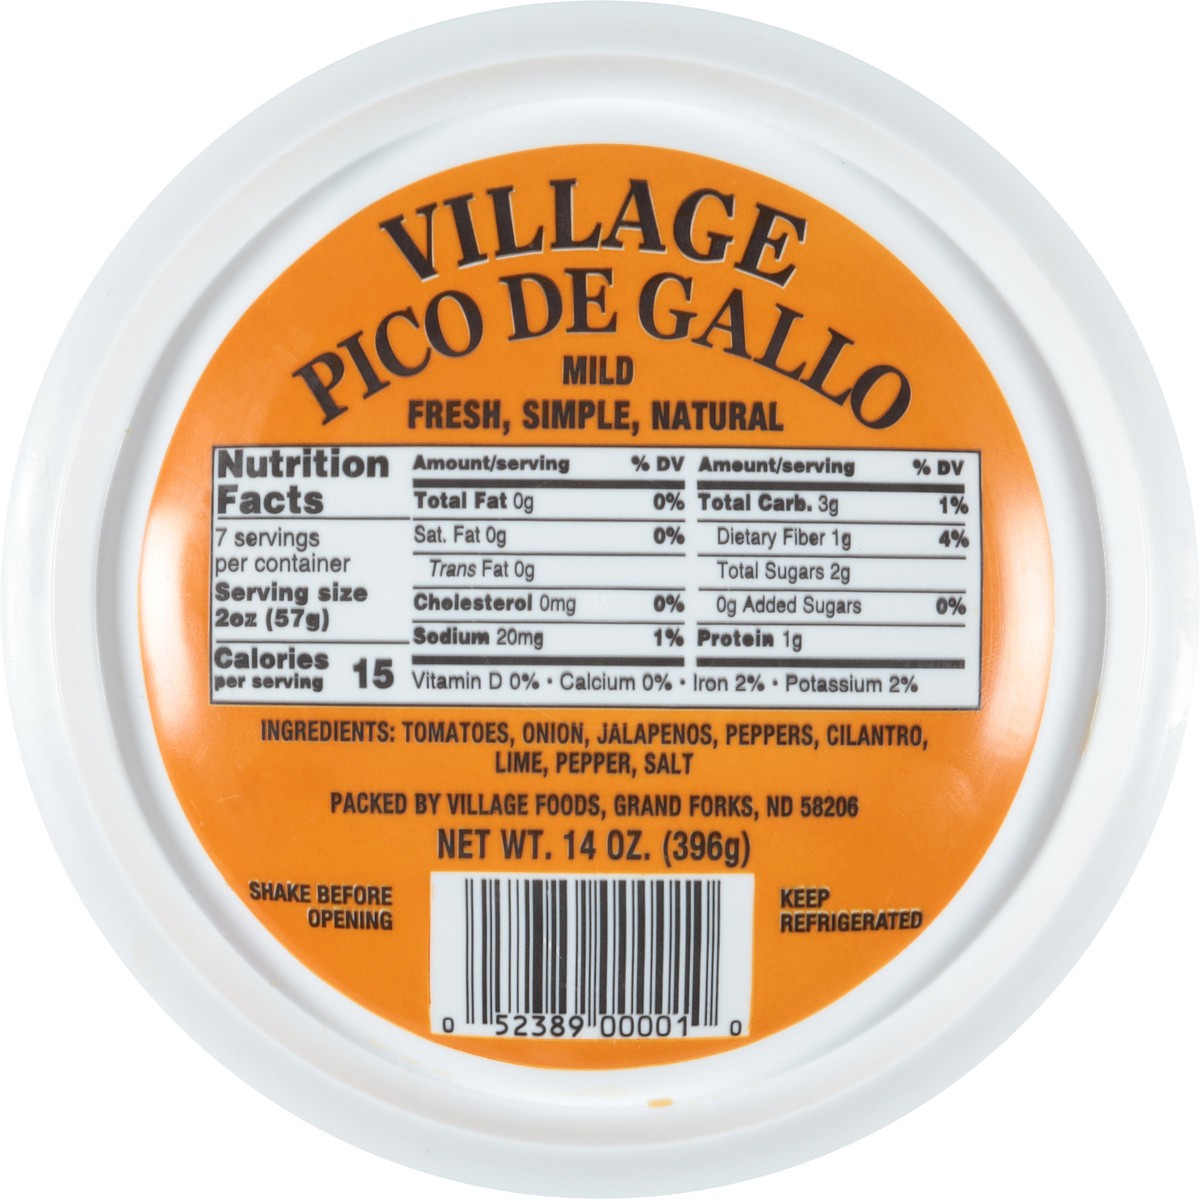 VILLAGE
PICO DE GALLO
MILD
FRESH, SIMPLE, NATURAL
Nutrition
Facts
7 servings
per container
Serving size
2oz (57g)
Calories
per serving 15
Amount/serving % DV
Total Fat 0g 0%
Sat. Fat 0g 0%
Trans Fat 0g
Cholesterol 0mg 0%
Sodium 20mg 1%
Amount/serving % DV
Total Carb. 3g 1%
Dietary Fiber 1g 4%
Total Sugars 2g
0g Added Sugars 0%
Protein 1g
Vitamin D 0% • Calcium 0% • Iron 2% • Potassium 2%
INGREDIENTS: TOMATOES, ONION, JALAPENOS, PEPPERS, CILANTRO,
LIME, PEPPER, SALT
PACKED BY VILLAGE FOODS, GRAND FORKS, ND 58206
NET WT. 14 OZ. (396g)
SHAKE BEFORE
OPENING
KEEP
REFRIGERATED
0 52389 00001 0